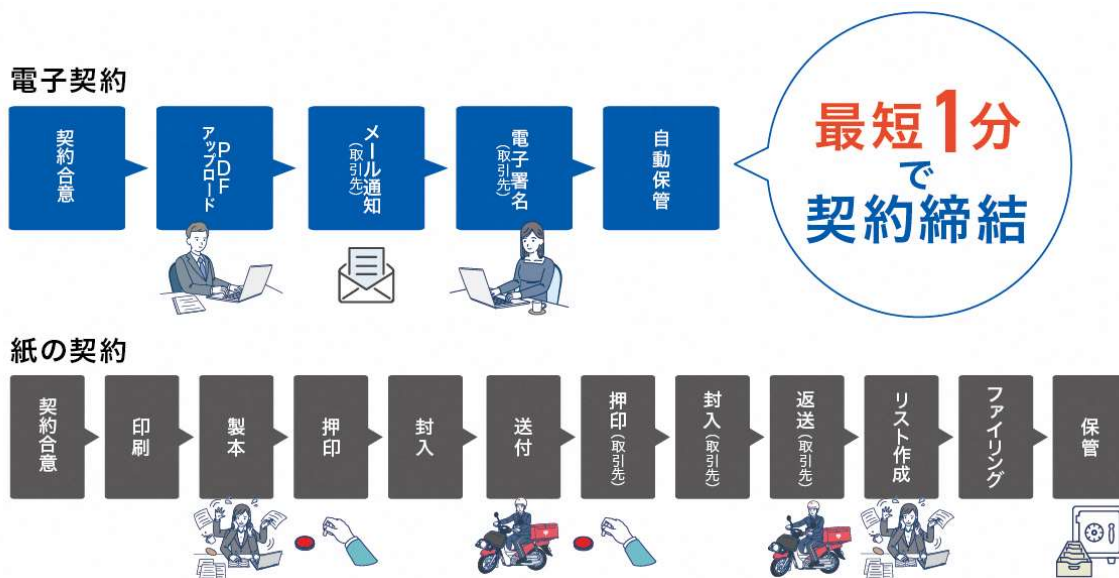 電子契約
契約合意
PDF
アップロード
メール通知
(取引先)
電子署名
(取引先)
自動保管
最短1分
で
契約締結
紙の契約
契約合意
印刷
製本
押印
封入
送付
押印(取引先)
封入(取引先)
返送(取引先)
リスト作成
ファイリング
保管